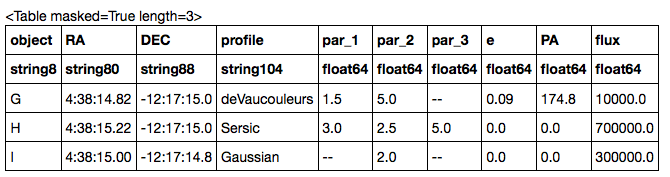 <Table masked=True length=3>
object RA DEC profile par_1 par_2 par_3 e PA flux
string8 string80 string88 string104 float64 float64 float64 float64 float64 float64
G 4:38:14.82 -12:17:15.0 deVaucouleurs 1.5 5.0 -- 0.09 174.8 10000.0
H 4:38:15.22 -12:17:15.0 Sersic 3.0 2.5 5.0 0.0 0.0 700000.0
I 4:38:15.00 -12:17:14.8 Gaussian -- 2.0 -- 0.0 0.0 300000.0